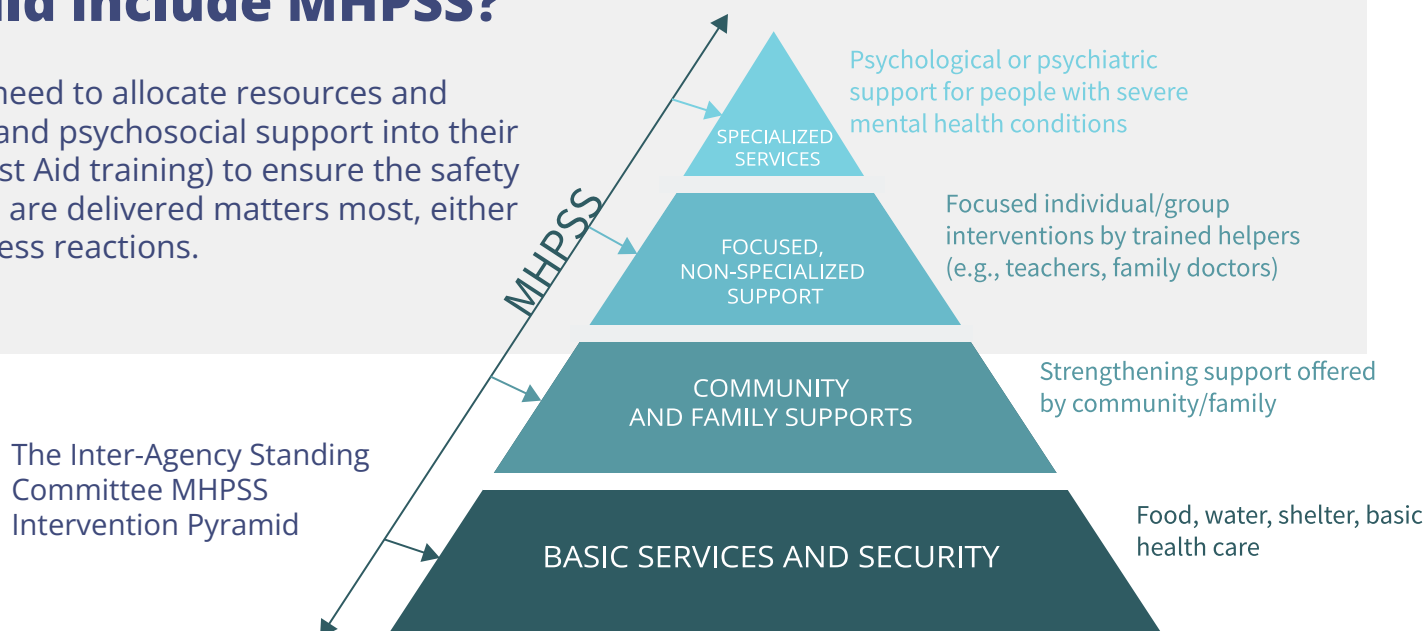 need to allocate resources and
and psychosocial support into their
Aid training) to ensure the safety
are delivered matters most, either
reactions.
include MHPSS?
MHPSS
SPECIALIZED
SERVICES
Psychological or psychiatric
support for people with severe
mental health conditions
FOCUSED,
NON-SPECIALIZED
SUPPORT
Focused individual/group
interventions by trained helpers
(e.g., teachers, family doctors)
COMMUNITY
AND FAMILY SUPPORTS
Strengthening support offered
by community/family
The Inter-Agency Standing
Committee MHPSS
Intervention Pyramid
BASIC SERVICES AND SECURITY
Food, water, shelter, basic
health care